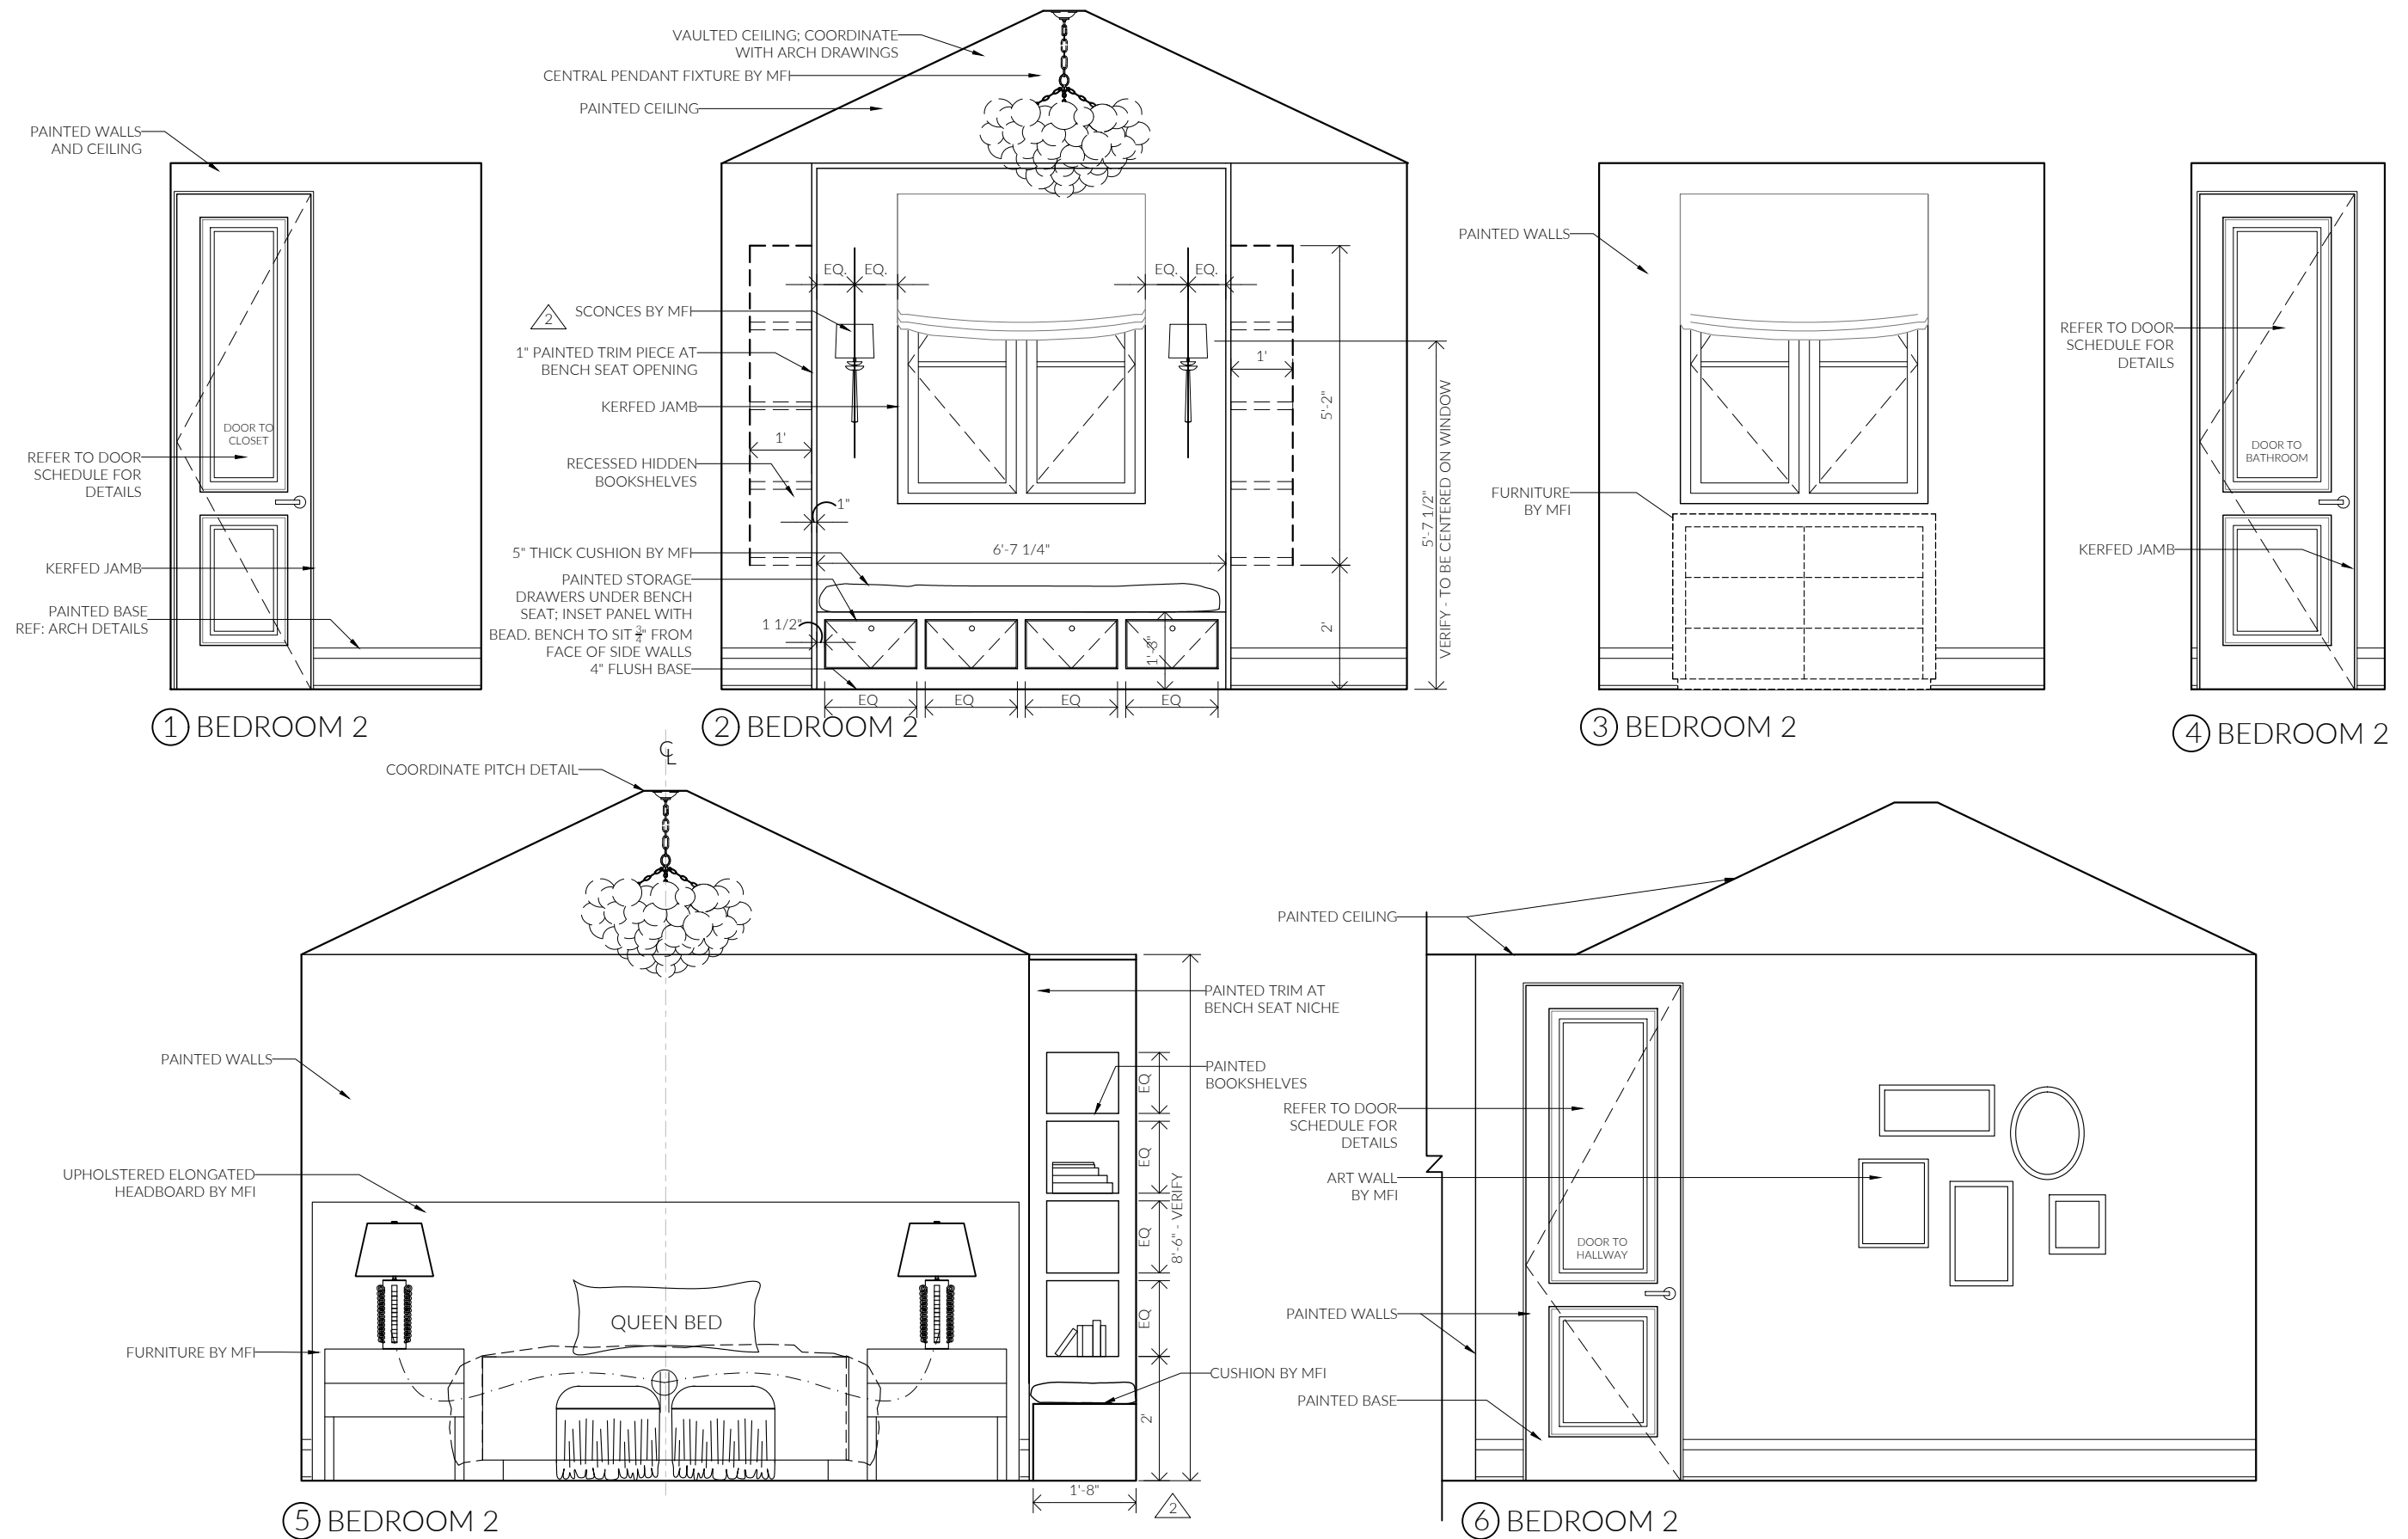 PAINTED WALLS
AND CEILING
DOOR TO
CLOSET
REFER TO DOOR
SCHEDULE FOR
DETAILS
KERFED JAMB
PAINTED BASE
REF: ARCH DETAILS
1 BEDROOM 2
VAULTED CEILING; COORDINATE
WITH ARCH DRAWINGS
CENTRAL PENDANT FIXTURE BY MFI
PAINTED CEILING
EQ. EQ.
EQ. EQ.
2
SCONCES BY MFI
1" PAINTED TRIM PIECE AT
BENCH SEAT OPENING
KERFED JAMB
1'
1'
RECESSED HIDDEN
BOOKSHELVES
1"
5" THICK CUSHION BY MFI
6'-7 1/4"
PAINTED STORAGE
DRAWERS UNDER BENCH
SEAT; INSET PANEL WITH
BEAD. BENCH TO SIT 3/4" FROM
FACE OF SIDE WALLS
4" FLUSH BASE
1 1/2"
1'-3"
EQ EQ EQ EQ
5'-2"
2'
5'-7 1/2"
VERIFY - TO BE CENTERED ON WINDOW
2 BEDROOM 2
PAINTED WALLS
FURNITURE
BY MFI
3 BEDROOM 2
REFER TO DOOR
SCHEDULE FOR
DETAILS
DOOR TO
BATHROOM
KERFED JAMB
4 BEDROOM 2
CL
COORDINATE PITCH DETAIL
PAINTED WALLS
UPHOLSTERED ELONGATED
HEADBOARD BY MFI
QUEEN BED
FURNITURE BY MFI
PAINTED TRIM AT
BENCH SEAT NICHE
PAINTED
BOOKSHELVES
EQ
EQ
EQ
EQ
8'-6" - VERIFY
CUSHION BY MFI
2'
1'-8"
2
5 BEDROOM 2
PAINTED CEILING
REFER TO DOOR
SCHEDULE FOR
DETAILS
ART WALL
BY MFI
DOOR TO
HALLWAY
PAINTED WALLS
PAINTED BASE
6 BEDROOM 2